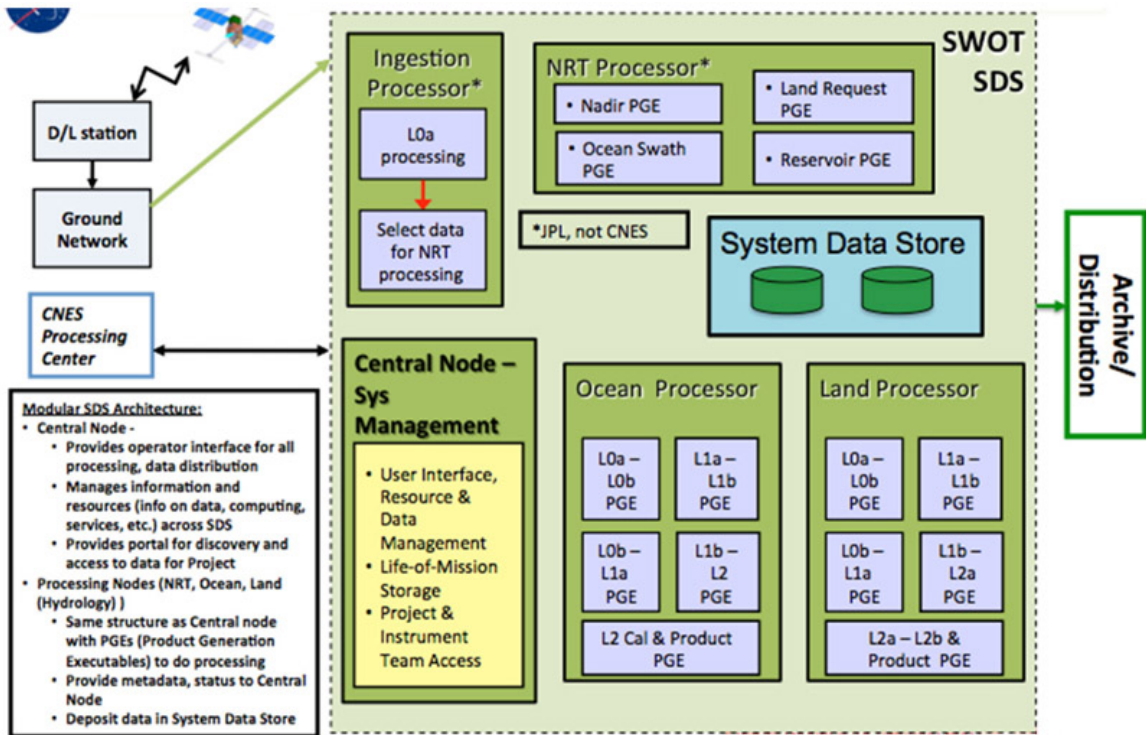 SWOT
SDS
D/L station
Ground
Network
CNES
Processing
Center
Ingestion
Processor*
L0a
processing
Select data
for NRT
processing
NRT Processor*
• Nadir PGE
• Ocean Swath
PGE
• Land Request
PGE
• Reservoir PGE
*JPL, not CNES
System Data Store
Archive/
Distribution
Central Node –
Sys
Management
• User Interface,
Resource &
Data
Management
• Life-of-Mission
Storage
• Project &
Instrument
Team Access
Ocean Processor
L0a –
L0b
PGE
L1a –
L1b
PGE
L0b –
L1a
PGE
L1b –
L2
PGE
L2 Cal & Product
PGE
Land Processor
L0a –
L0b
PGE
L1a –
L1b
PGE
L0b –
L1a
PGE
L1b –
L2a
PGE
L2a – L2b &
Product PGE
Modular SDS Architecture:
• Central Node -
• Provides operator interface for all
processing, data distribution
• Manages information and
resources (info on data, computing,
services, etc.) across SDS
• Provides portal for discovery and
access to data for Project
• Processing Nodes (NRT, Ocean, Land
(Hydrology) )
• Same structure as Central node
with PGEs (Product Generation
Executables) to do processing
• Provide metadata, status to Central
Node
• Deposit data in System Data Store